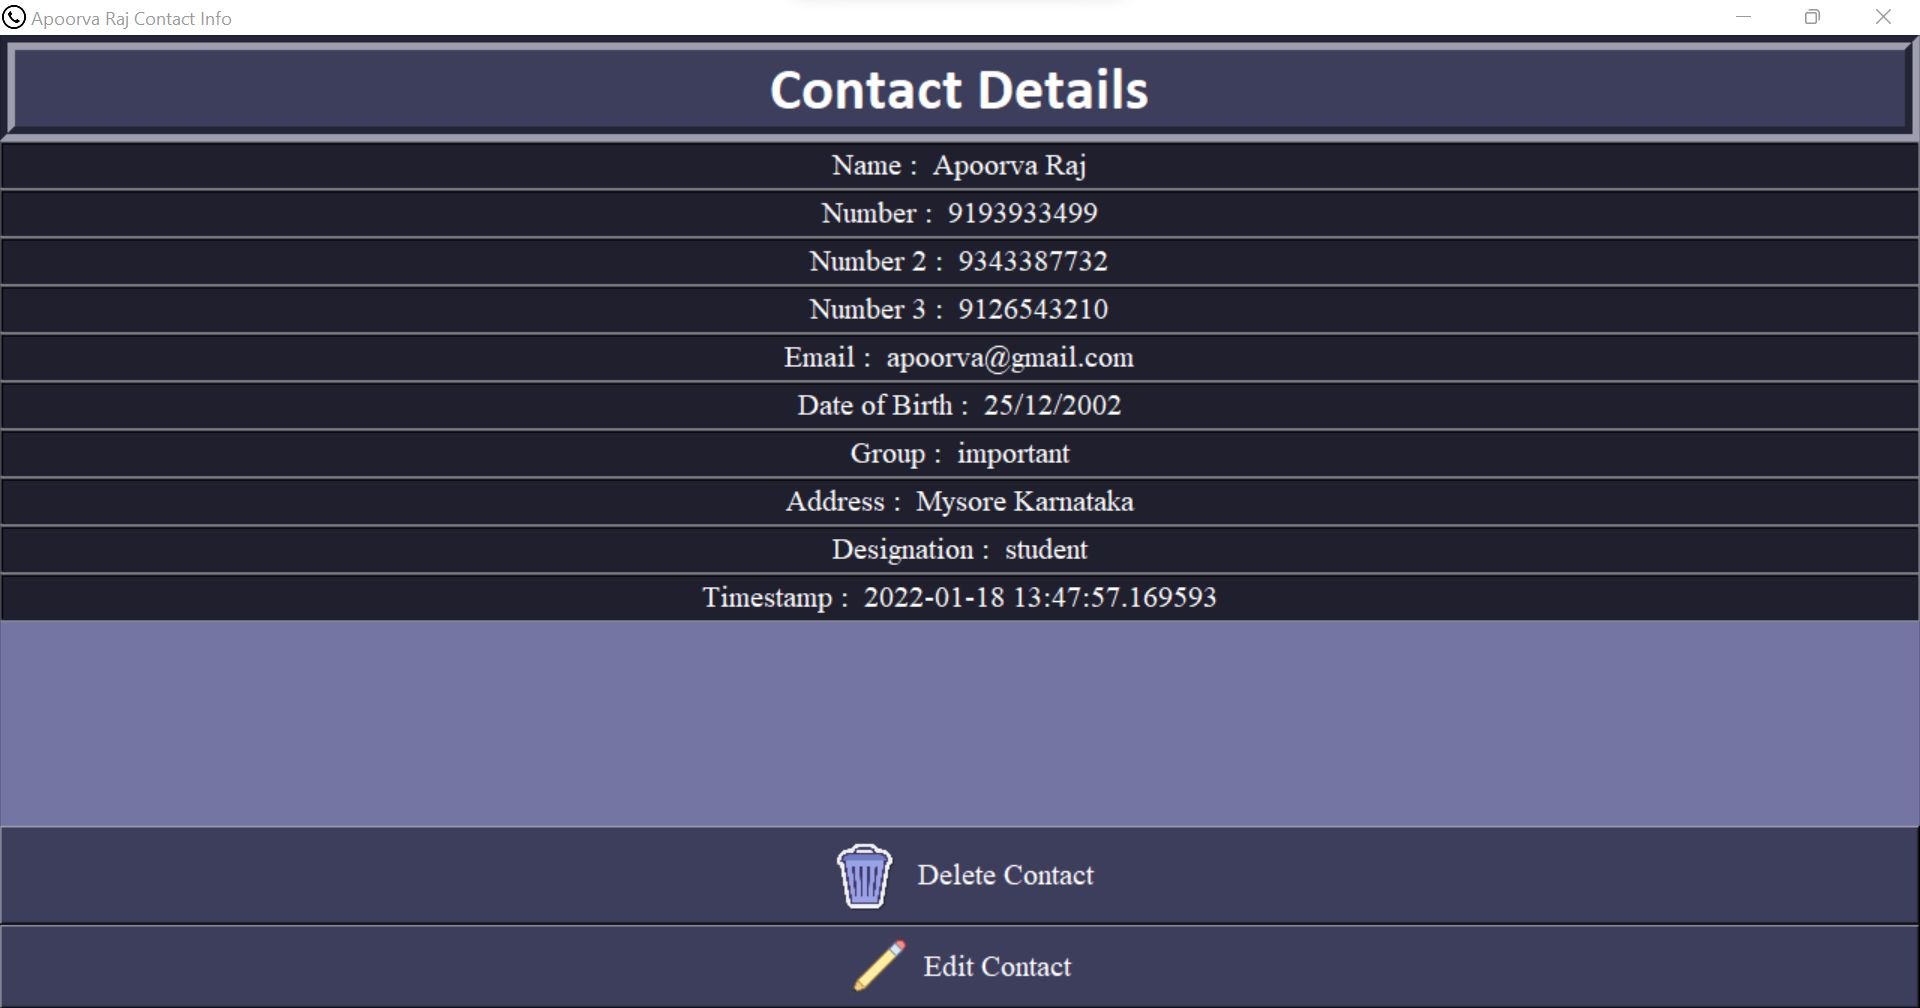 Apoorva Raj Contact Info
Contact Details
Name : Apoorva Raj
Number : 9193933499
Number 2 : 9343387732
Number 3 : 9126543210
Email : apoorva@gmail.com
Date of Birth : 25/12/2002
Group : important
Address : Mysore Karnataka
Designation : student
Timestamp : 2022-01-18 13:47:57.169593
Delete Contact
Edit Contact